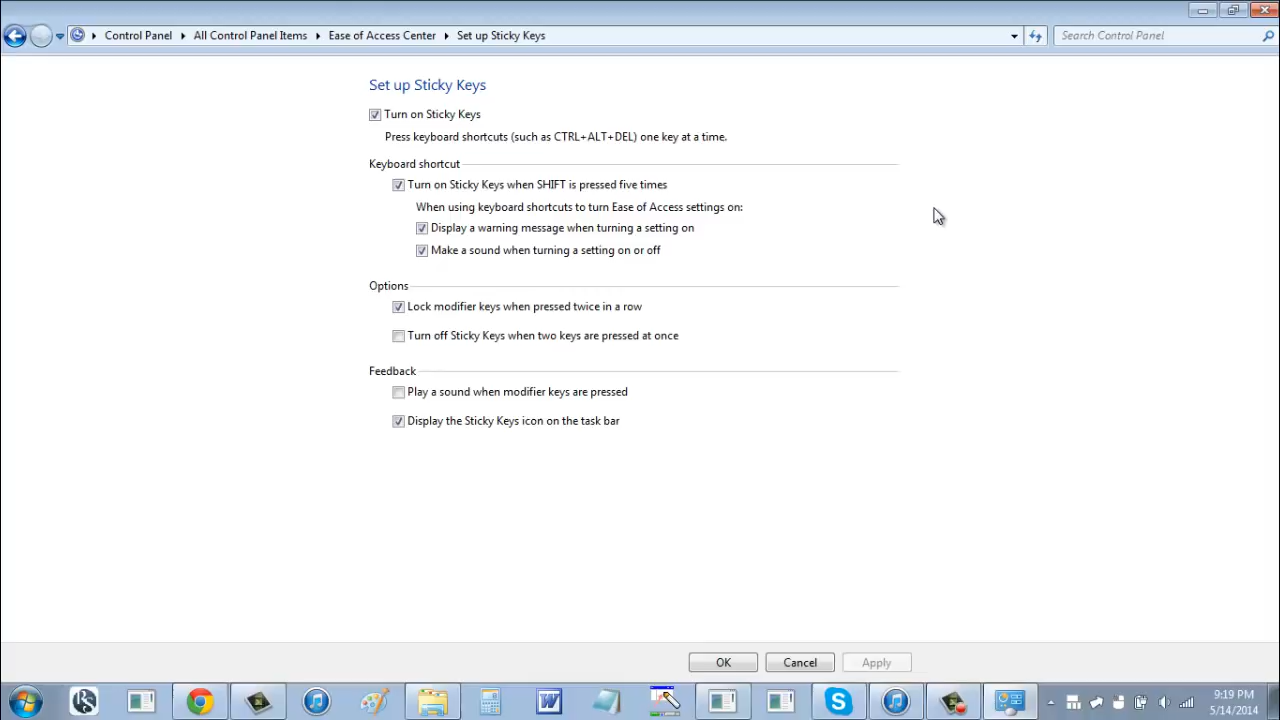 Control Panel All Control Panel Items Ease of Access Center Set up Sticky Keys Search Control Panel
Set up Sticky Keys
Turn on Sticky Keys
Press keyboard shortcuts (such as CTRL+ALT+DEL) one key at a time.
Keyboard shortcut
Turn on Sticky Keys when SHIFT is pressed five times
When using keyboard shortcuts to turn Ease of Access settings on:
Display a warning message when turning a setting on
Make a sound when turning a setting on or off
Options
Lock modifier keys when pressed twice in a row
Turn off Sticky Keys when two keys are pressed at once
Feedback
Play a sound when modifier keys are pressed
Display the Sticky Keys icon on the task bar
OK Cancel Apply
9:19 PM
5/14/2014